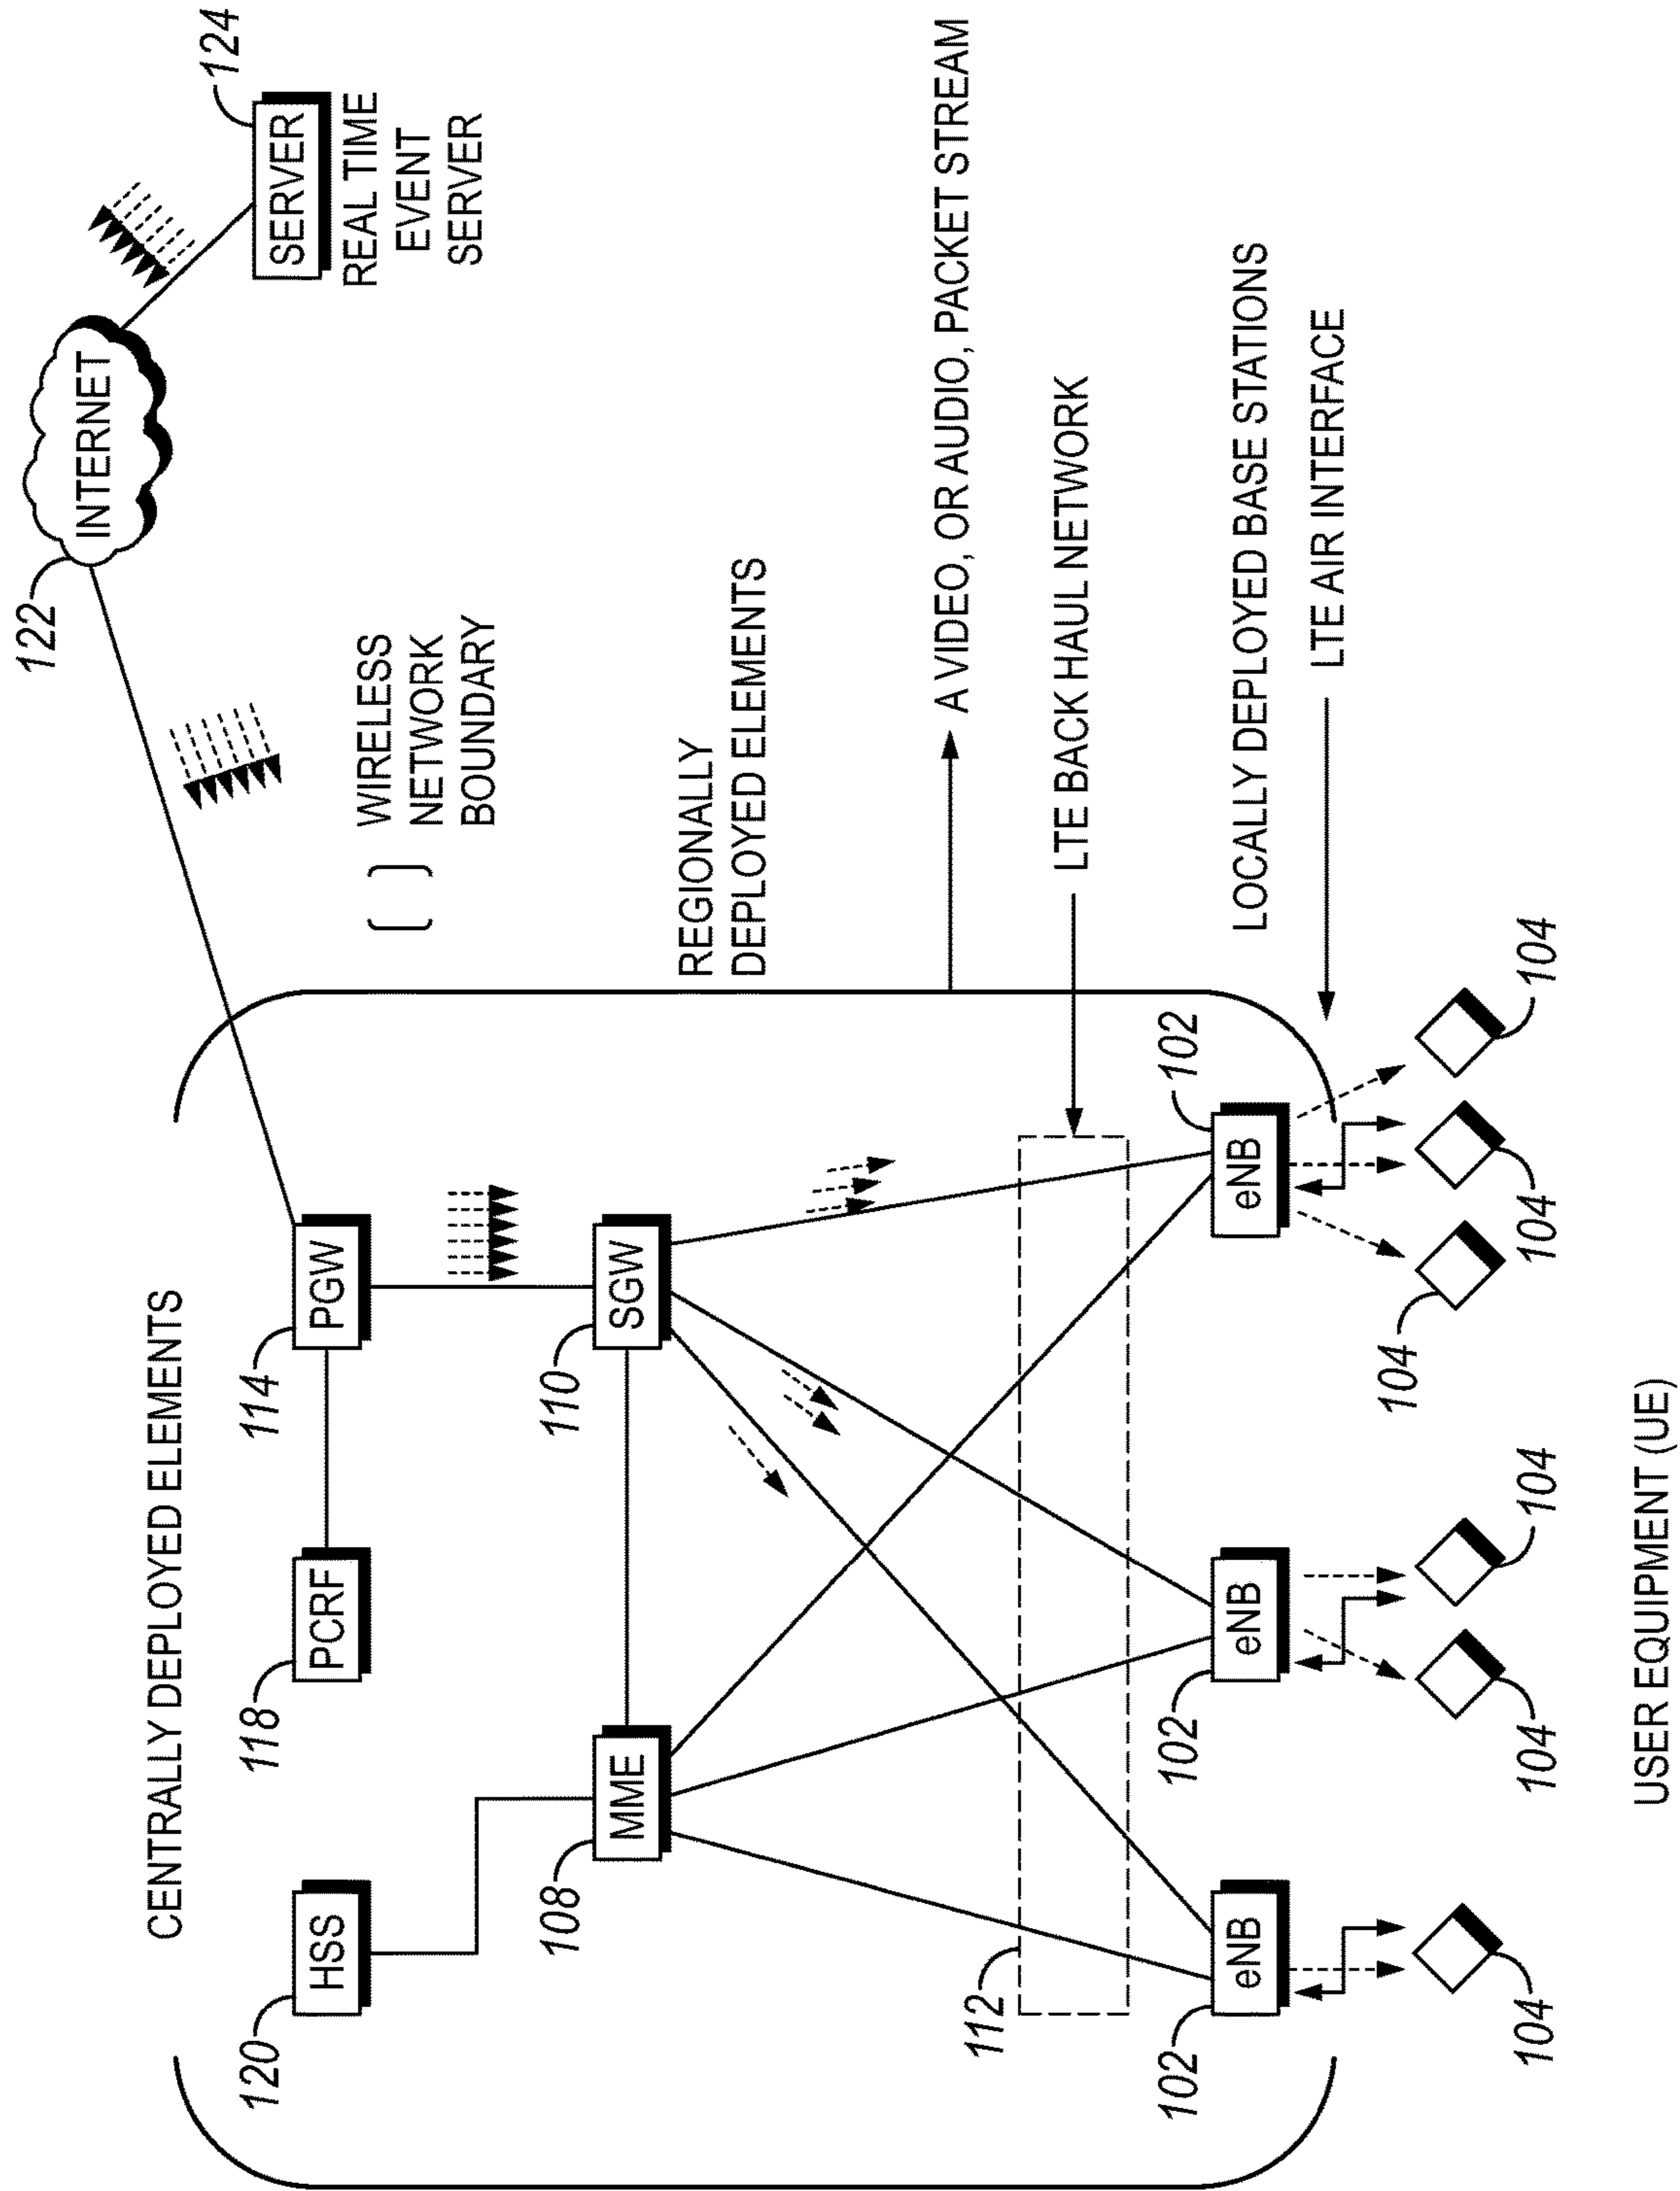 122
INTERNET
CENTRALLY DEPLOYED ELEMENTS
124
120
118
114
SERVER
HSS
PCRF
PGW
REAL TIME
EVENT
SERVER
WIRELESS
NETWORK
BOUNDARY
108
110
MME
SGW
REGIONALLY
DEPLOYED ELEMENTS
A VIDEO, OR AUDIO, PACKET STREAM
112
LTE BACK HAUL NETWORK
102
102
102
eNB
eNB
eNB
LOCALLY DEPLOYED BASE STATIONS
LTE AIR INTERFACE
104
104
104
104
104
104
USER EQUIPMENT (UE)